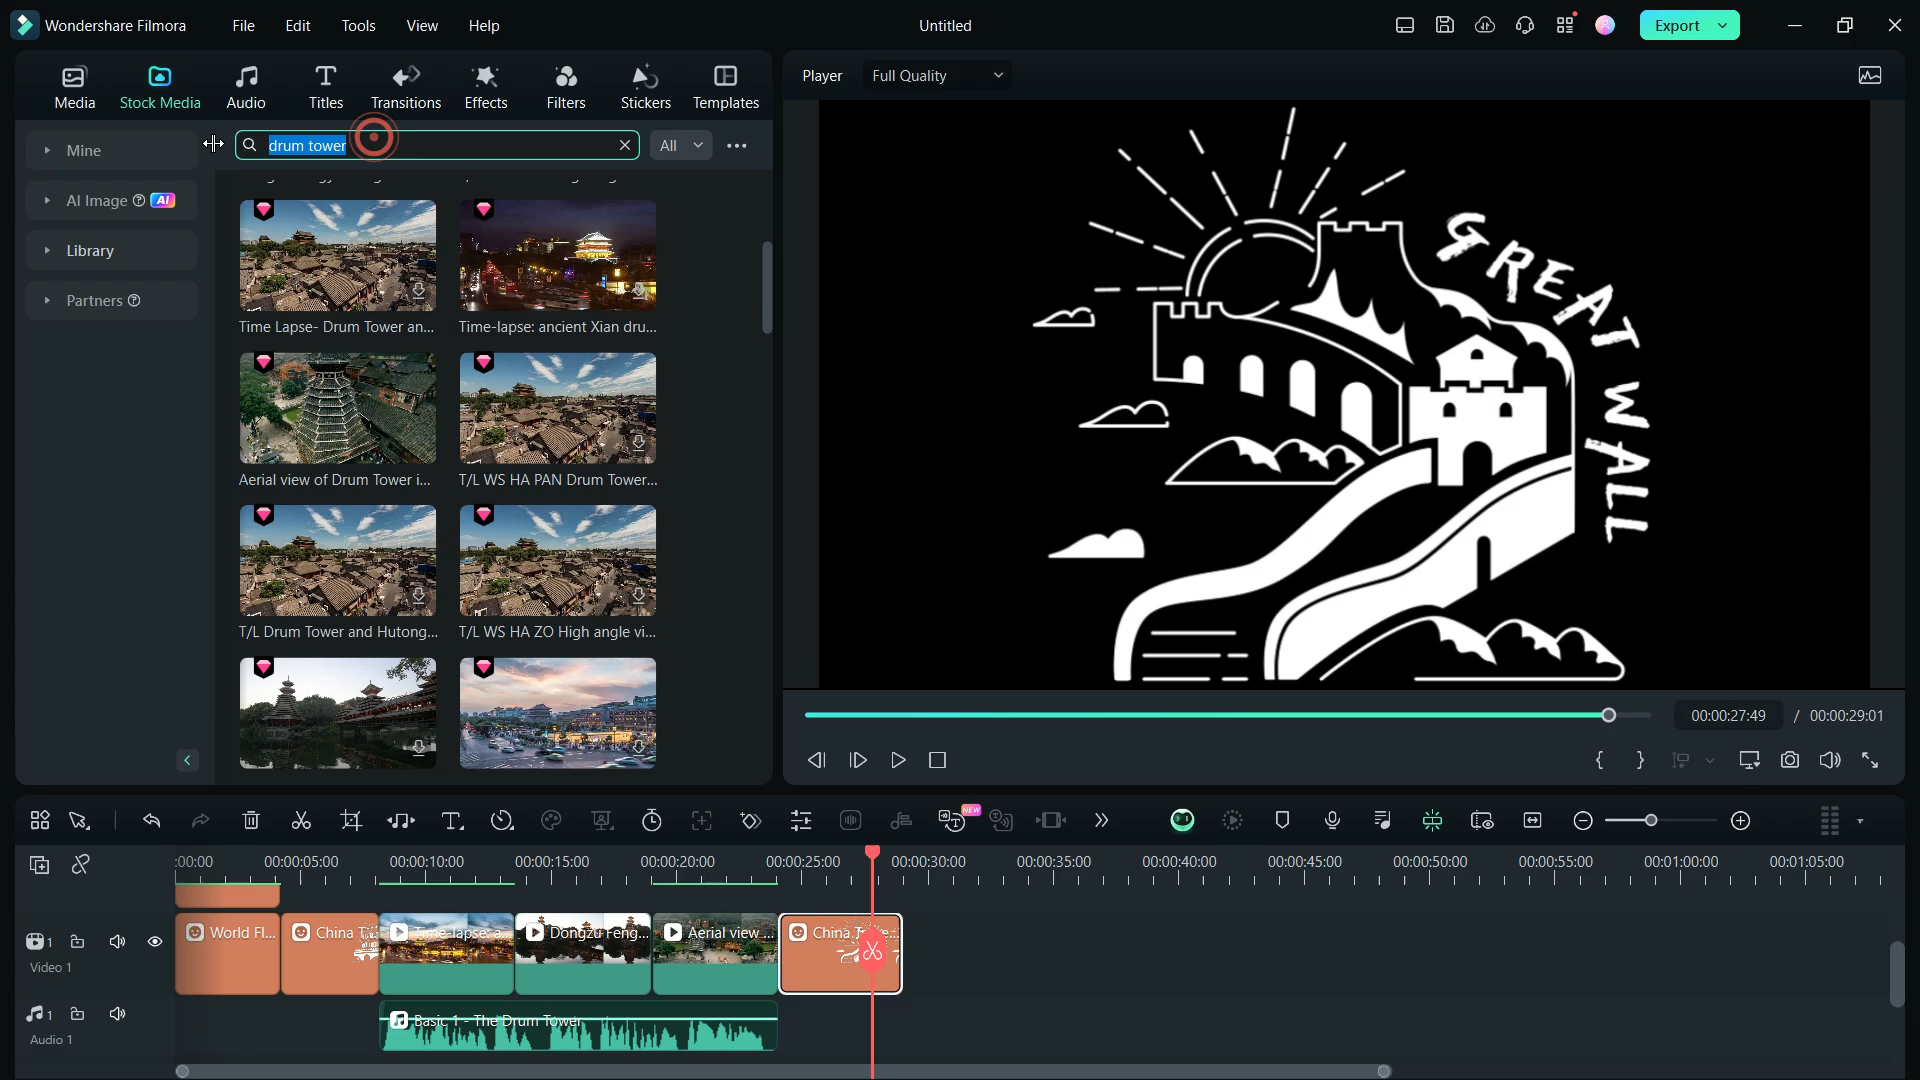 Wondershare Filmora
File
Edit
Tools
View
Help
Untitled
Export
Media
Stock Media
Audio
Titles
Transitions
Effects
Filters
Stickers
Templates
Player
Full Quality
Mine
AI Image
AI
Library
Partners
drum tower
All
Time Lapse- Drum Tower an...
Time-lapse: ancient Xian dru...
Aerial view of Drum Tower i...
T/L WS HA PAN Drum Tower...
T/L Drum Tower and Hutong...
T/L WS HA ZO High angle vi...
GREAT WALL
00:00:27:49 / 00:00:29:01
NEW
:00:00
00:00:05:00
00:00:10:00
00:00:15:00
00:00:20:00
00:00:25:00
00:00:30:00
00:00:35:00
00:00:40:00
00:00:45:00
00:00:50:00
00:00:55:00
00:01:00:00
00:01:05:00
1
Video 1
World Fl...
China T
Time-lapse: a...
Dongzu Feng...
Aerial view ...
China
1
Audio 1
Basic 1 - The Drum Tower